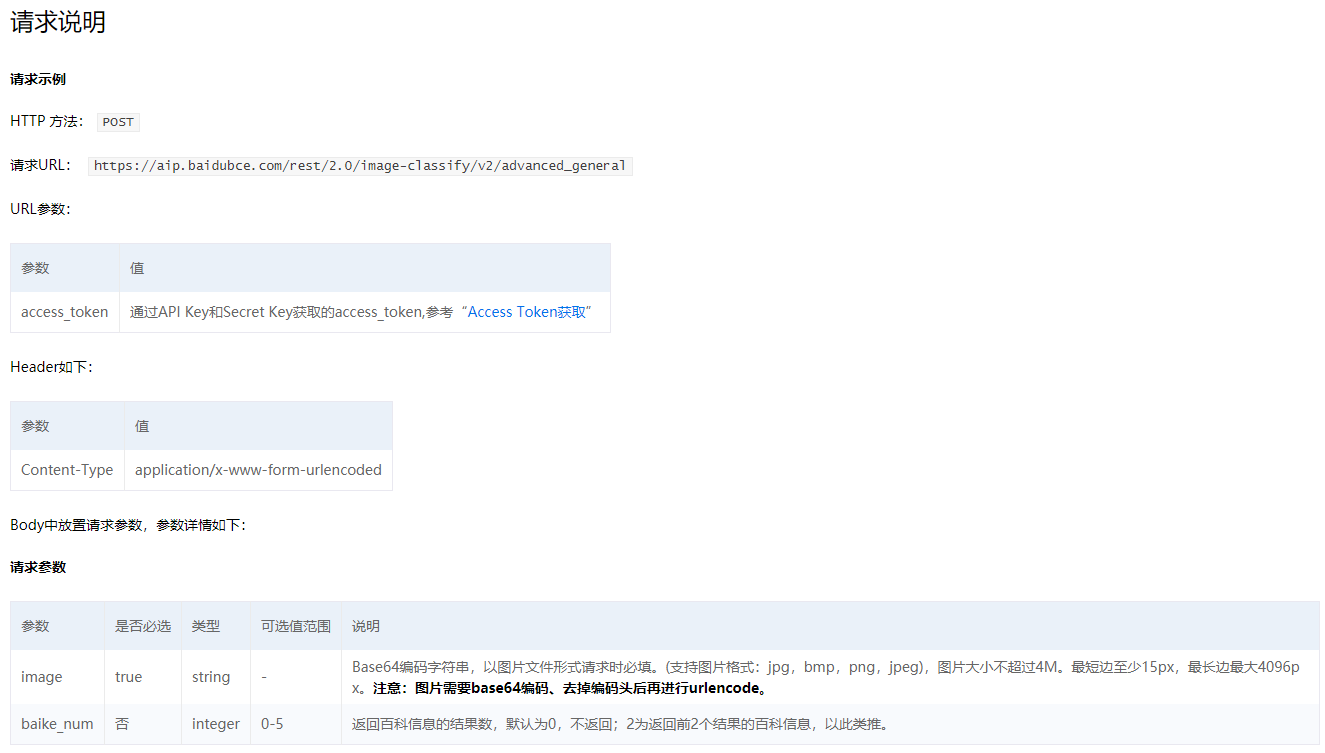 请求说明
请求示例
HTTP 方法： POST
请求URL： https://aip.baidubce.com/rest/2.0/image-classify/v2/advanced_general
URL参数：
参数 值
access_token 通过API Key和Secret Key获取的access_token,参考“Access Token获取”
Header如下：
参数 值
Content-Type application/x-www-form-urlencoded
Body中放置请求参数，参数详情如下：
请求参数
参数 是否必选 类型 可选值范围 说明
image true string - Base64编码字符串，以图片文件形式请求时必填。(支持图片格式：jpg，bmp，png，jpeg)，图片大小不超过4M。最短边至少15px，最长边最大4096p
x。注意：图片需要base64编码、去掉编码头后再进行urlencode。
baike_num 否 integer 0-5 返回百科信息的结果数，默认为0，不返回；2为返回前2个结果的百科信息，以此类推。